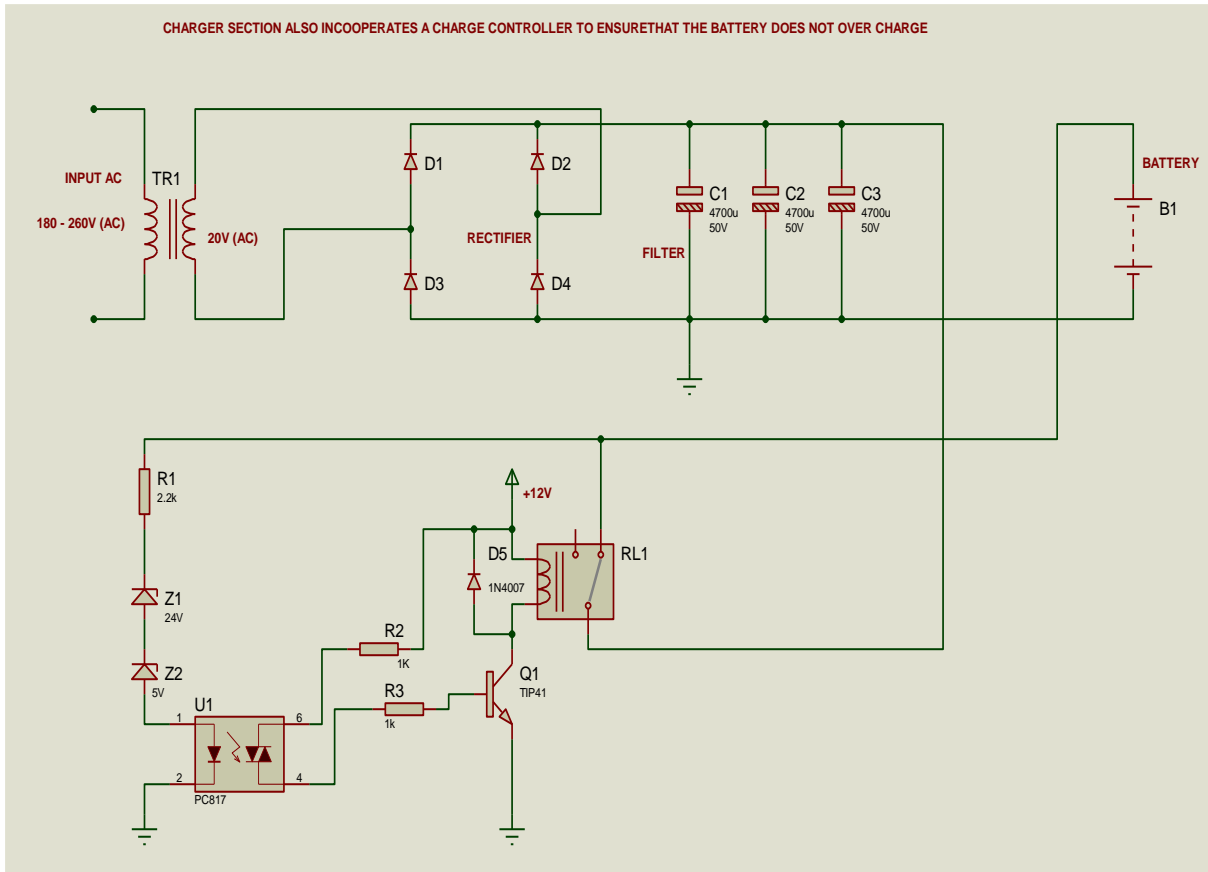 CHARGER SECTION ALSO INCOOPERATES A CHARGE CONTROLLER TO ENSURETHAT THE BATTERY DOES NOT OVER CHARGE
INPUT AC
180 - 260V (AC)
TR1
20V (AC)
D1
D2
RECTIFIER
D3
D4
C1
4700u
50V
C2
4700u
50V
C3
4700u
50V
FILTER
BATTERY
B1
R1
2.2k
Z1
24V
Z2
5V
U1
1
2
6
4
PC817
R2
1K
R3
1k
+12V
D5
1N4007
RL1
Q1
TIP41